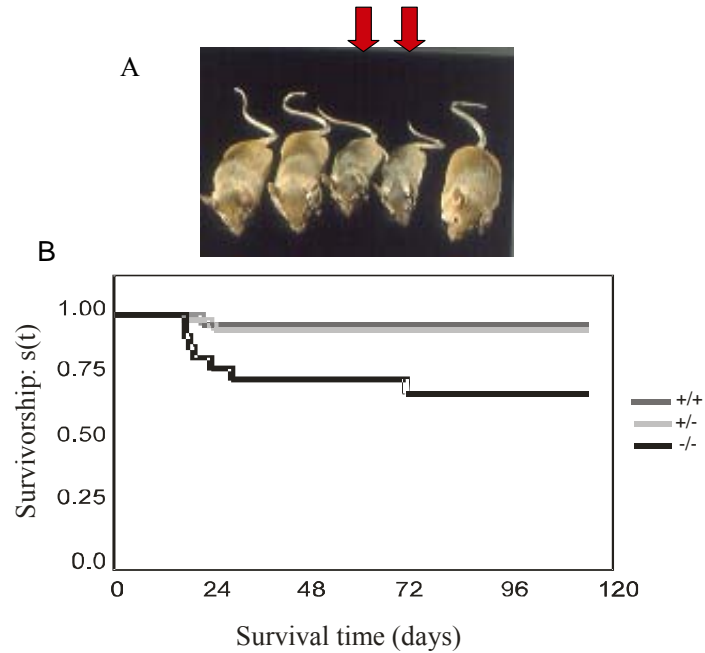 A
B
Survivorship: s(t)
1.00
0.75
0.50
0.25
0.0
0 24 48 72 96 120
Survival time (days)
+/+
+/-
-/-